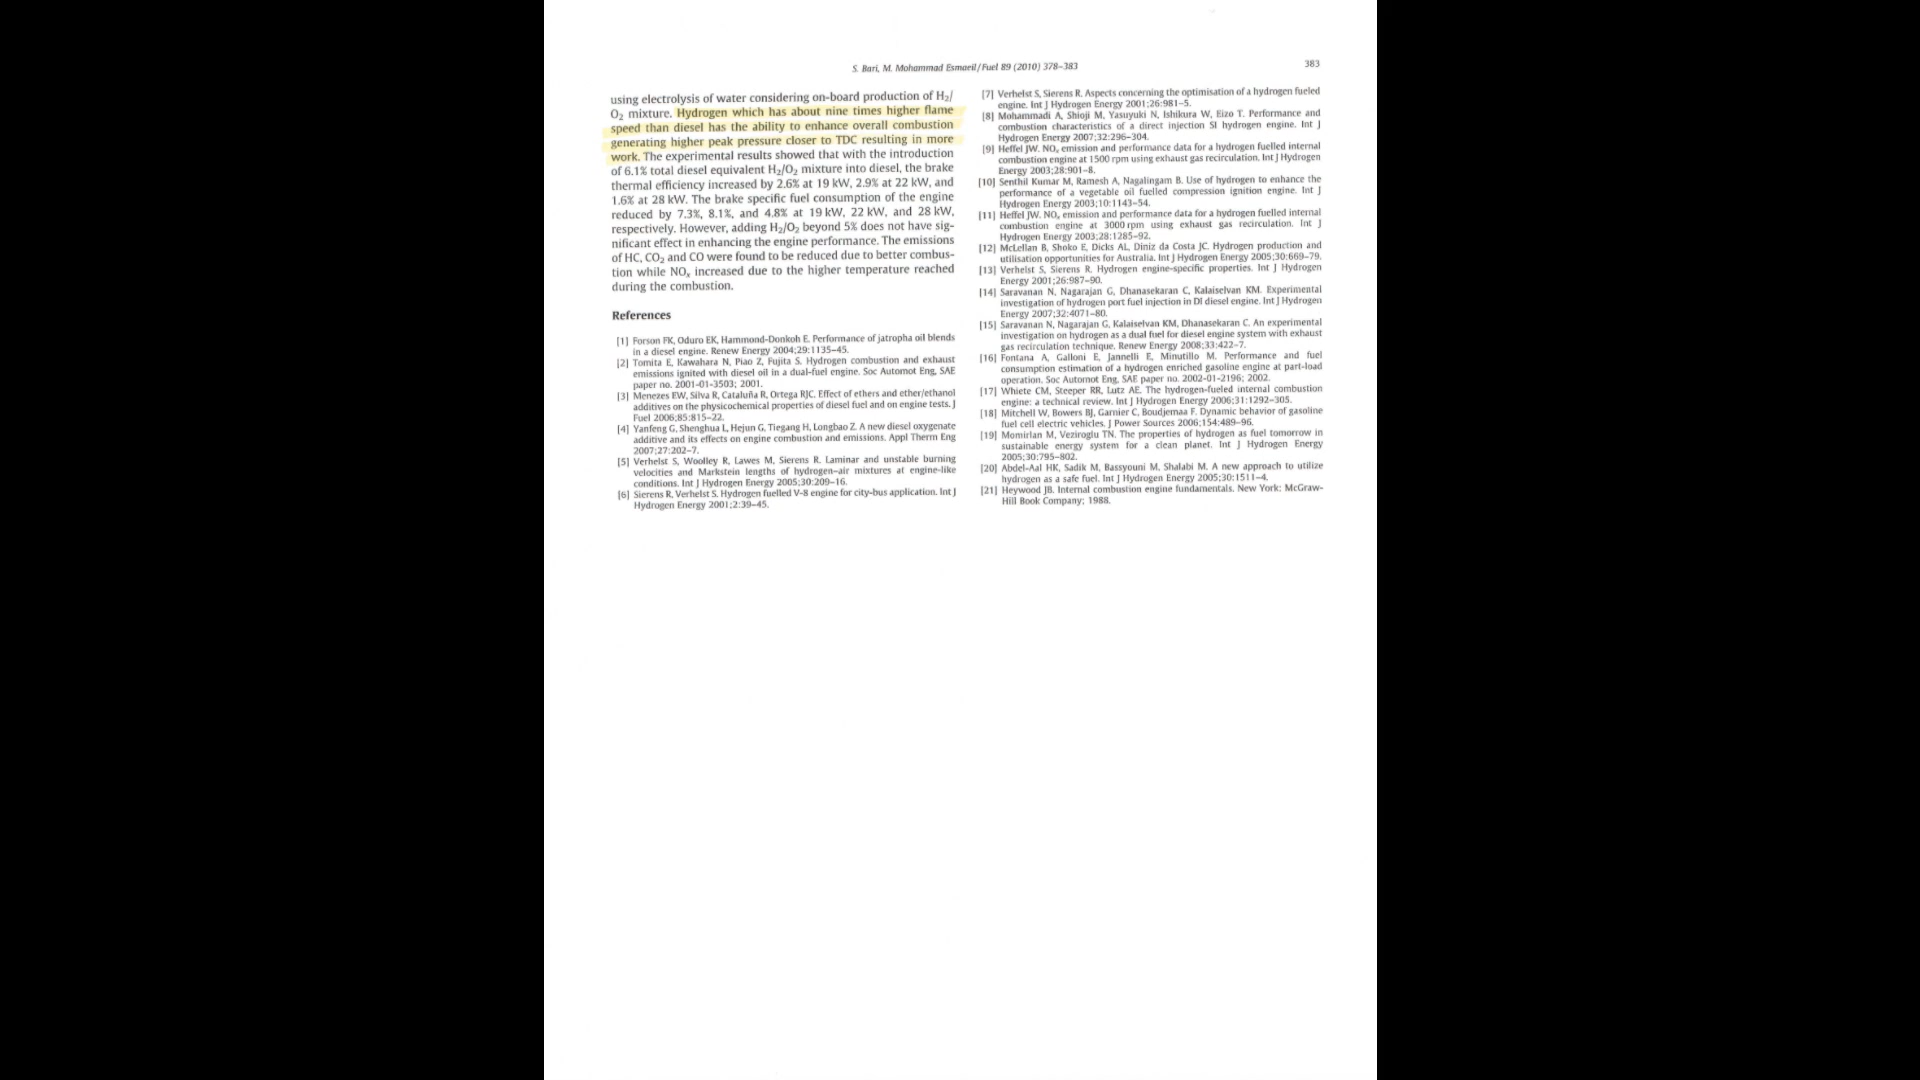 S. Bari, M. Mohammad Esmaeil / Fuel 89 (2010) 378–383
383
using electrolysis of water considering on-board production of H2/
O2 mixture. Hydrogen which has about nine times higher flame
speed than diesel has the ability to enhance overall combustion
generating higher peak pressure closer to TDC resulting in more
work. The experimental results showed that with the introduction
of 6.1% total diesel equivalent H2/O2 mixture into diesel, the brake
thermal efficiency increased by 2.6% at 19 kW, 2.9% at 22 kW, and
1.6% at 28 kW. The brake specific fuel consumption of the engine
reduced by 7.3%, 8.1%, and 4.8% at 19 kW, 22 kW, and 28 kW,
respectively. However, adding H2/O2 beyond 5% does not have sig-
nificant effect in enhancing the engine performance. The emissions
of HC, CO2 and CO were found to be reduced due to better combus-
tion while NOx increased due to the higher temperature reached
during the combustion.
References
[1] Forson FK, Oduro EK, Hammond-Donkoh E. Performance of jatropha oil blends
in a diesel engine. Renew Energy 2004;29:1135–45.
[2] Tomita E, Kawahara N, Piao Z, Fujita S. Hydrogen combustion and exhaust
emissions ignited with diesel oil in a dual-fuel engine. Soc Automot Eng, SAE
paper no. 2001-01-3503; 2001.
[3] Menezes EW, Silva R, Cataluña R, Ortega RJC. Effect of ethers and ether/ethanol
additives on the physicochemical properties of diesel fuel and on engine tests. J
Fuel 2006;85:815–22.
[4] Yanfeng G, Shenghua L, Hejun G, Tiegang H, Longbao Z. A new diesel oxygenate
additive and its effects on engine combustion and emissions. Appl Therm Eng
2007;27:202–7.
[5] Verhelst S, Woolley R, Lawes M, Sierens R. Laminar and unstable burning
velocities and Markstein lengths of hydrogen–air mixtures at engine-like
conditions. Int J Hydrogen Energy 2005;30:209–16.
[6] Sierens R, Verhelst S. Hydrogen fuelled V-8 engine for city-bus application. Int J
Hydrogen Energy 2001;2:39–45.
[7] Verhelst S, Sierens R. Aspects concerning the optimisation of a hydrogen fueled
engine. Int J Hydrogen Energy 2001;26:981–5.
[8] Mohammadi A, Shioji M, Yasuyuki N, Ishikura W, Eizo T. Performance and
combustion characteristics of a direct injection SI hydrogen engine. Int J
Hydrogen Energy 2007;32:296–304.
[9] Heffel JW. NOx emission and performance data for a hydrogen fuelled internal
combustion engine at 1500 rpm using exhaust gas recirculation. Int J Hydrogen
Energy 2003;28:901–8.
[10] Senthil Kumar M, Ramesh A, Nagalingam B. Use of hydrogen to enhance the
performance of a vegetable oil fuelled compression ignition engine. Int J
Hydrogen Energy 2003;10:1143–54.
[11] Heffel JW. NOx emission and performance data for a hydrogen fuelled internal
combustion engine at 3000 rpm using exhaust gas recirculation. Int J
Hydrogen Energy 2003;28:1285–92.
[12] McLellan B, Shoko E, Dicks AL, Diniz da Costa JC. Hydrogen production and
utilisation opportunities for Australia. Int J Hydrogen Energy 2005;30:669–79.
[13] Verhelst S, Sierens R. Hydrogen engine-specific properties. Int J Hydrogen
Energy 2001;26:987–90.
[14] Saravanan N, Nagarajan G, Dhanasekaran C, Kalaiselvan KM. Experimental
investigation of hydrogen port fuel injection in DI diesel engine. Int J Hydrogen
Energy 2007;32:4071–80.
[15] Saravanan N, Nagarajan G, Kalaiselvan KM, Dhanasekaran C. An experimental
investigation on hydrogen as a dual fuel for diesel engine system with exhaust
gas recirculation technique. Renew Energy 2008;33:422–7.
[16] Fontana A, Galloni E, Jannelli E, Minutillo M. Performance and fuel
consumption estimation of a hydrogen enriched gasoline engine at part-load
operation. Soc Automot Eng, SAE paper no. 2002-01-2196; 2002.
[17] Whiete CM, Steeper RR, Lutz AE. The hydrogen-fueled internal combustion
engine: a technical review. Int J Hydrogen Energy 2006;31:1292–305.
[18] Mitchell W, Bowers BJ, Garnier C, Boudjemaa F. Dynamic behavior of gasoline
fuel cell electric vehicles. J Power Sources 2006;154:489–96.
[19] Momirlan M, Veziroglu TN. The properties of hydrogen as fuel tomorrow in
sustainable energy system for a clean planet. Int J Hydrogen Energy
2005;30:795–802.
[20] Abdel-Aal HK, Sadik M, Bassyouni M, Shalabi M. A new approach to utilize
hydrogen as a safe fuel. Int J Hydrogen Energy 2005;30:1511–4.
[21] Heywood JB. Internal combustion engine fundamentals. New York: McGraw-
Hill Book Company; 1988.